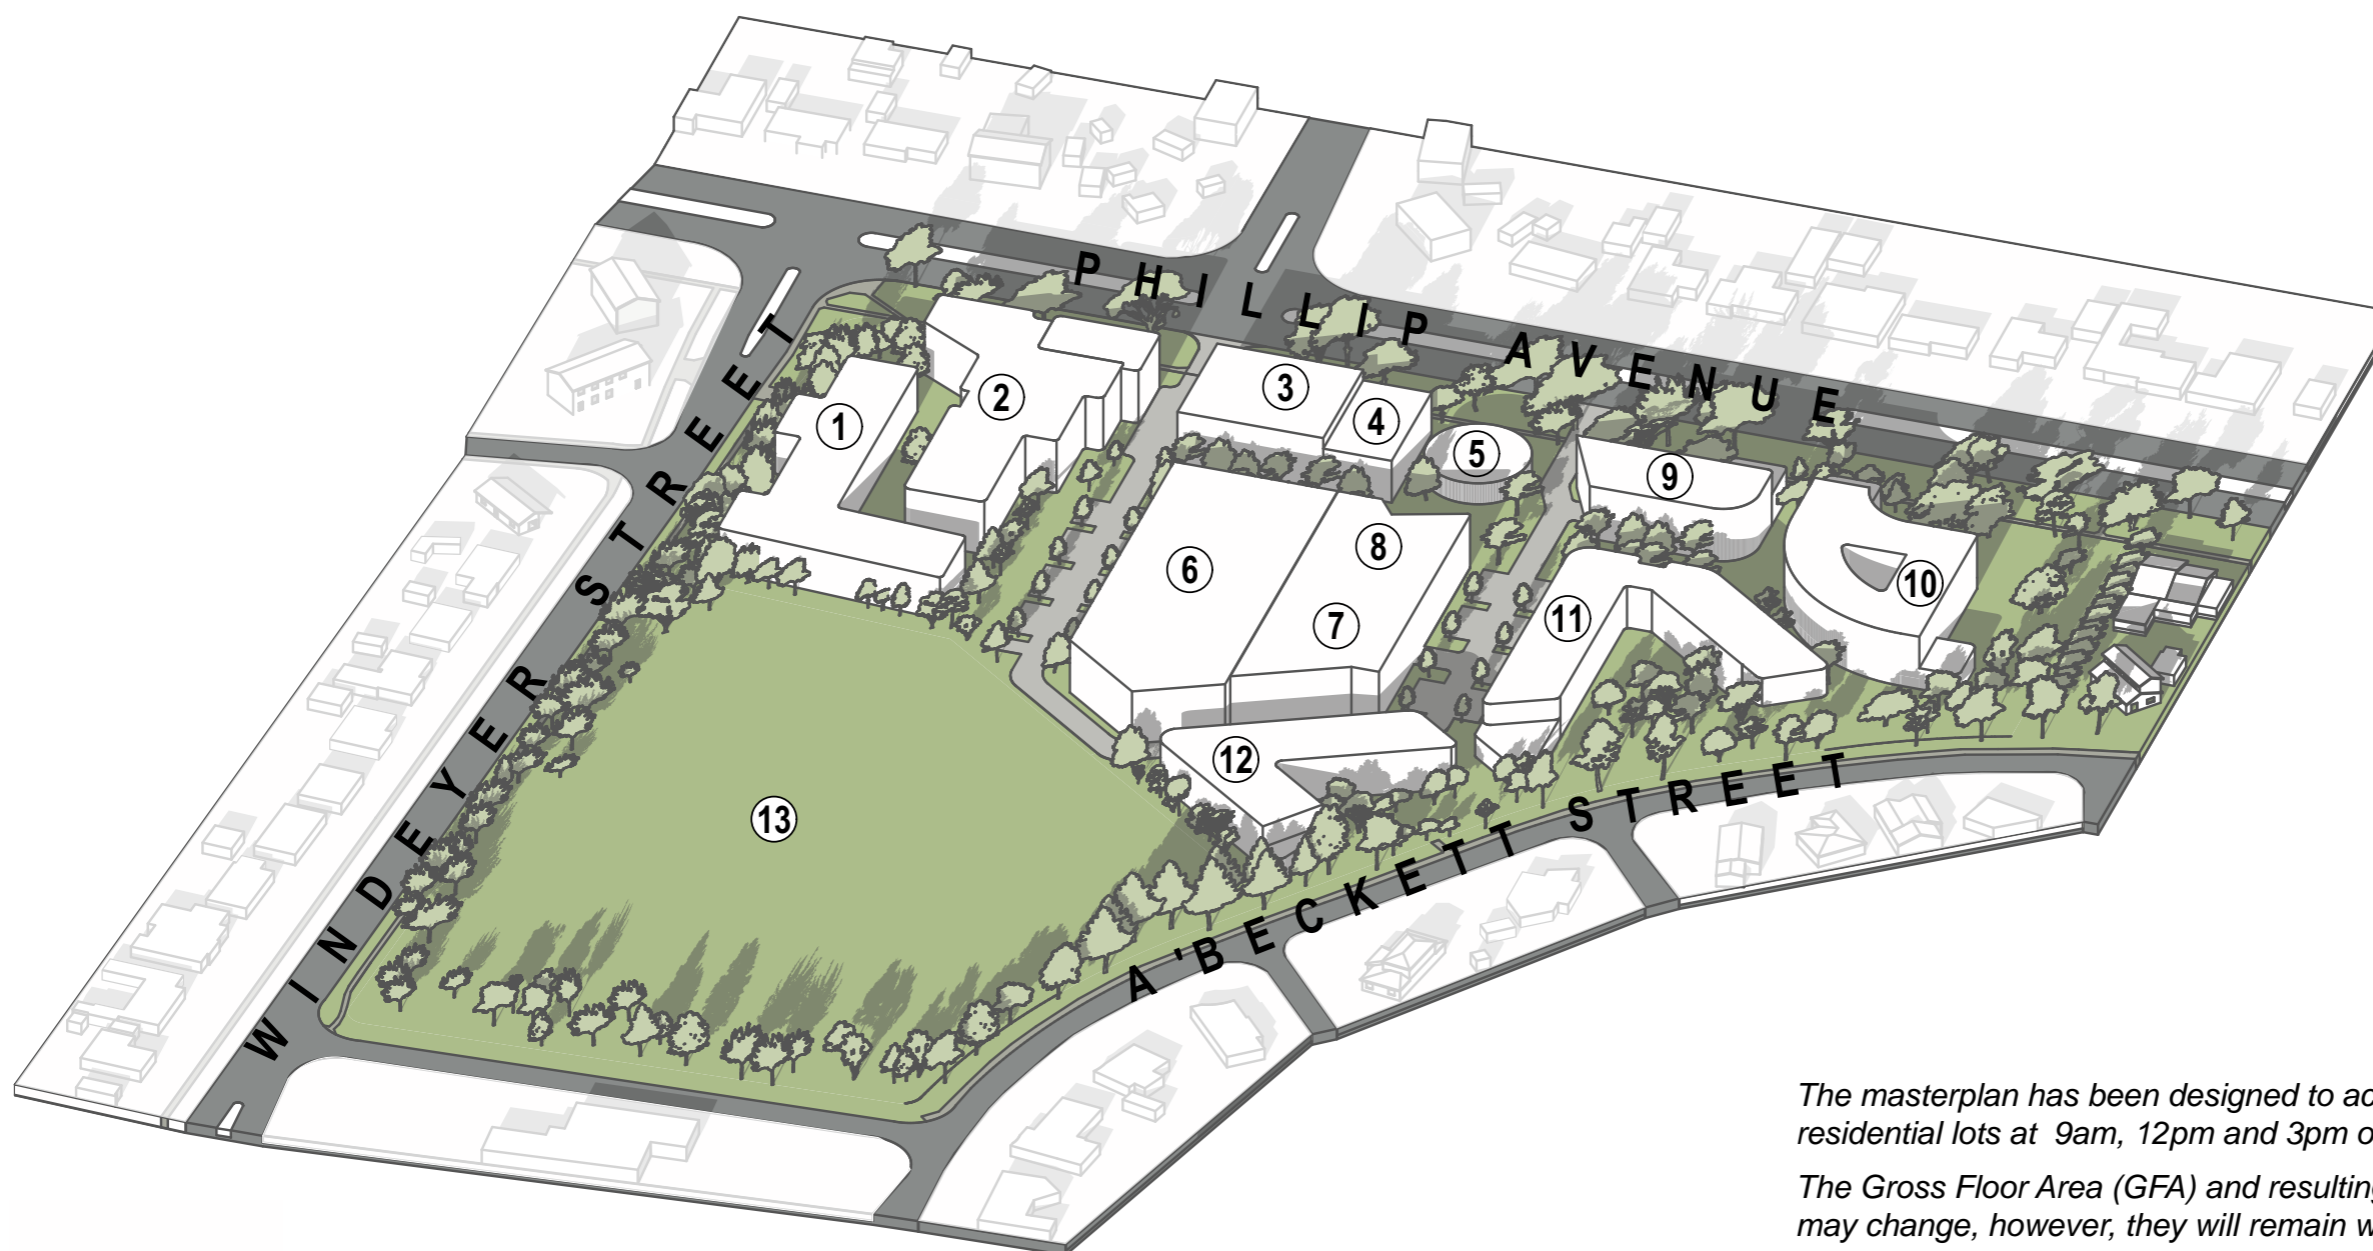 PHILLIP AVENUE
WINDEYER STREET
A'BECKETT STREET
1
2
3
4
5
6
7
8
9
10
11
12
13
The masterplan has been designed to ac
residential lots at 9am, 12pm and 3pm o
The Gross Floor Area (GFA) and resulting
may change, however, they will remain w